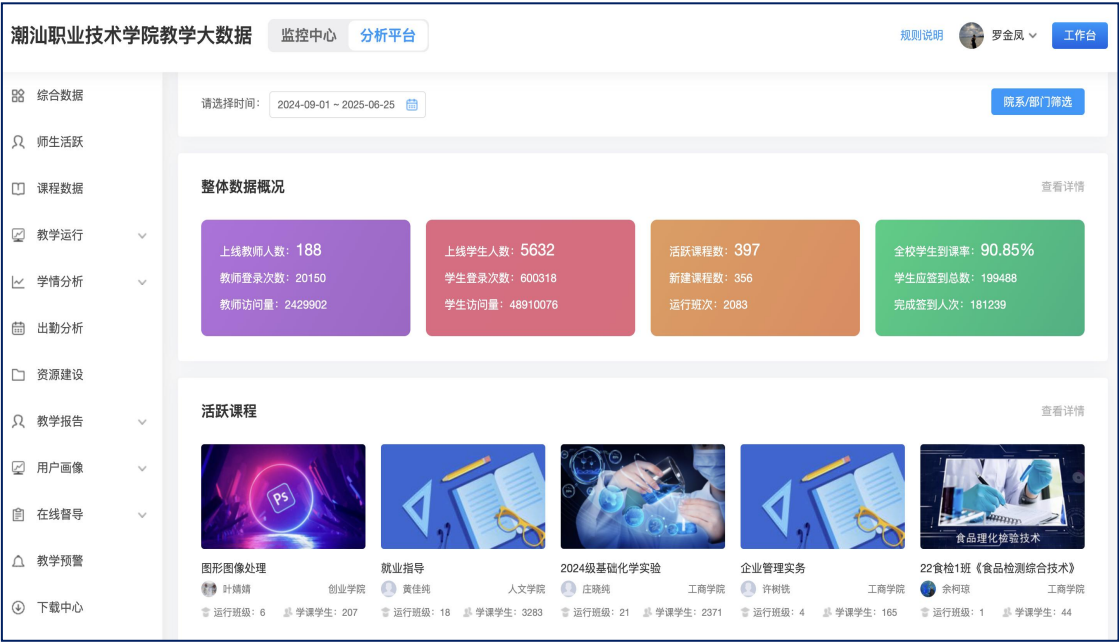 潮汕职业技术学院教学大数据 监控中心 分析平台 规则说明 罗金凤 工作台
综合数据
师生活跃
课程数据
教学运行
学情分析
出勤分析
资源建设
教学报告
用户画像
在线督导
教学预警
下载中心
请选择时间： 2024-09-01 ~ 2025-06-25 院系/部门筛选
整体数据概况 查看详情
上线教师人数：188
教师登录次数：20150
教师访问量：2429902
上线学生人数：5632
学生登录次数：600318
学生访问量：48910076
活跃课程数：397
新建课程数：356
运行班次：2083
全校学生到课率：90.85%
学生应签到总数：199488
完成签到人次：181239
活跃课程 查看详情
Ps
图形图像处理
叶婧婧 创业学院
运行班级：6 学课学生：207
就业指导
黄佳纯 人文学院
运行班级：18 学课学生：3283
2024级基础化学实验
庄晓纯 工商学院
运行班级：21 学课学生：2371
企业管理实务
许树铣 工商学院
运行班级：4 学课学生：165
食品理化检验技术
22食检1班《食品检测综合技术》
余柯琼 工商学院
运行班级：1 学课学生：44